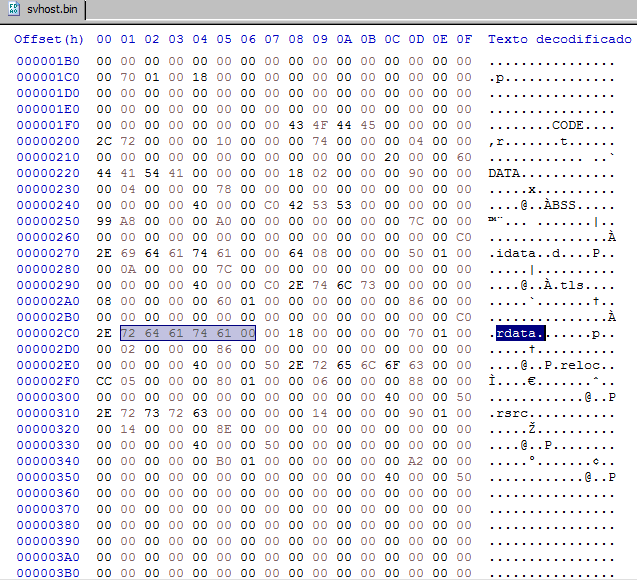 svhost.bin
Offset(h) 00 01 02 03 04 05 06 07 08 09 0A 0B 0C 0D 0E 0F Texto decodificado
000001B0 00 00 00 00 00 00 00 00 00 00 00 00 00 00 00 00 ................
000001C0 00 70 01 00 18 00 00 00 00 00 00 00 00 00 00 00 .p..............
000001D0 00 00 00 00 00 00 00 00 00 00 00 00 00 00 00 00 ................
000001E0 00 00 00 00 00 00 00 00 00 00 00 00 00 00 00 00 ................
000001F0 00 00 00 00 00 00 00 00 43 4F 44 45 00 00 00 00 ........CODE....
00000200 2C 72 00 00 00 10 00 00 00 74 00 00 00 04 00 00 ,r.......t......
00000210 00 00 00 00 00 00 00 00 00 00 00 00 20 00 00 60 ............ ..`
00000220 44 41 54 41 00 00 00 00 18 02 00 00 00 90 00 00 DATA............
00000230 00 04 00 00 00 78 00 00 00 00 00 00 00 00 00 00 .....x..........
00000240 00 00 00 00 40 00 00 C0 42 53 53 00 00 00 00 00 ....@..ÀBSS.....
00000250 99 A8 00 00 00 A0 00 00 00 00 00 00 00 7C 00 00 ™¨... .......|..
00000260 00 00 00 00 00 00 00 00 00 00 00 00 00 00 00 C0 ...............À
00000270 2E 69 64 61 74 61 00 00 64 08 00 00 00 50 01 00 .idata..d....P..
00000280 00 0A 00 00 00 7C 00 00 00 00 00 00 00 00 00 00 .....|..........
00000290 00 00 00 00 40 00 00 C0 2E 74 6C 73 00 00 00 00 ....@..À.tls....
000002A0 08 00 00 00 00 60 01 00 00 00 00 00 00 86 00 00 .....`.......†..
000002B0 00 00 00 00 00 00 00 00 00 00 00 00 00 00 00 C0 ...............À
000002C0 2E 72 64 61 74 61 00 00 18 00 00 00 00 70 01 00 .rdata.......p..
000002D0 00 02 00 00 00 86 00 00 00 00 00 00 00 00 00 00 .....†..........
000002E0 00 00 00 00 40 00 00 50 2E 72 65 6C 6F 63 00 00 ....@..P.reloc..
000002F0 CC 05 00 00 00 80 01 00 00 06 00 00 00 88 00 00 Ì....€.......ˆ..
00000300 00 00 00 00 00 00 00 00 00 00 00 00 40 00 00 50 ............@..P
00000310 2E 72 73 72 63 00 00 00 00 14 00 00 00 90 01 00 .rsrc...........
00000320 00 14 00 00 00 8E 00 00 00 00 00 00 00 00 00 00 .....Ž..........
00000330 00 00 00 00 40 00 00 50 00 00 00 00 00 00 00 00 ....@..P........
00000340 00 00 00 00 00 B0 01 00 00 00 00 00 00 A2 00 00 .....°.......¢..
00000350 00 00 00 00 00 00 00 00 00 00 00 00 40 00 00 50 ............@..P
00000360 00 00 00 00 00 00 00 00 00 00 00 00 00 00 00 00 ................
00000370 00 00 00 00 00 00 00 00 00 00 00 00 00 00 00 00 ................
00000380 00 00 00 00 00 00 00 00 00 00 00 00 00 00 00 00 ................
00000390 00 00 00 00 00 00 00 00 00 00 00 00 00 00 00 00 ................
000003A0 00 00 00 00 00 00 00 00 00 00 00 00 00 00 00 00 ................
000003B0 00 00 00 00 00 00 00 00 00 00 00 00 00 00 00 00 ................